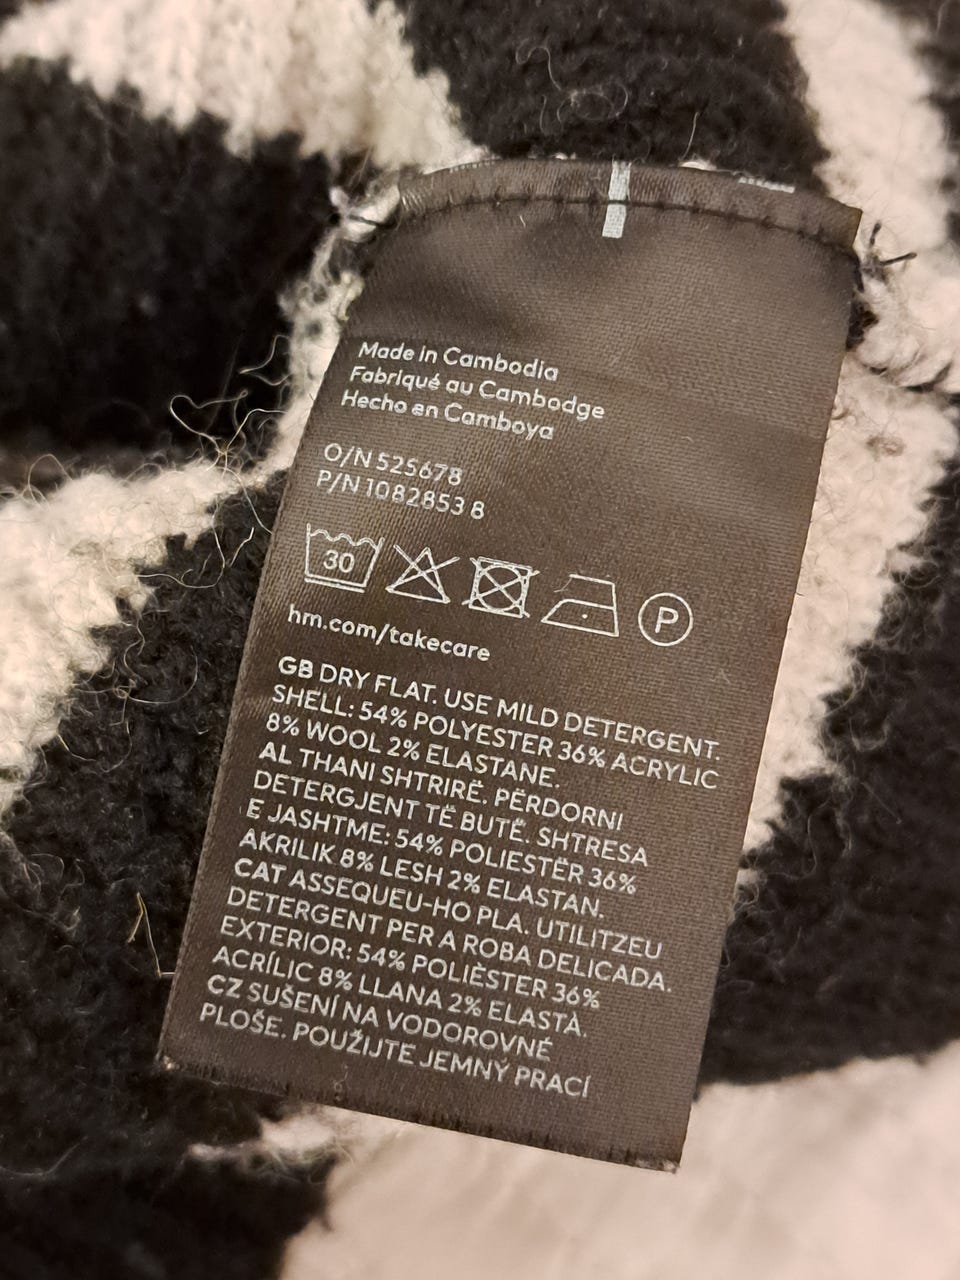 Made in Cambodia
Fabriqué au Cambodge
Hecho en Camboya
O/N 525678
P/N 1082853 8
30
P
hm.com/takecare
GB DRY FLAT. USE MILD DETERGENT.
SHELL: 54% POLYESTER 36% ACRYLIC
8% WOOL 2% ELASTANE.
AL THANI SHTRIRË. PËRDORNI
DETERGJENT TË BUTË. SHTRESA
E JASHTME: 54% POLIESTËR 36%
AKRILIK 8% LESH 2% ELASTAN.
CAT ASSEQUEU-HO PLA. UTILITZEU
DETERGENT PER A ROBA DELICADA.
EXTERIOR: 54% POLIÈSTER 36%
ACRÍLIC 8% LLANA 2% ELASTÀ.
CZ SUŠENÍ NA VODOROVNÉ
PLOŠE. POUŽIJTE JEMNÝ PRACÍ